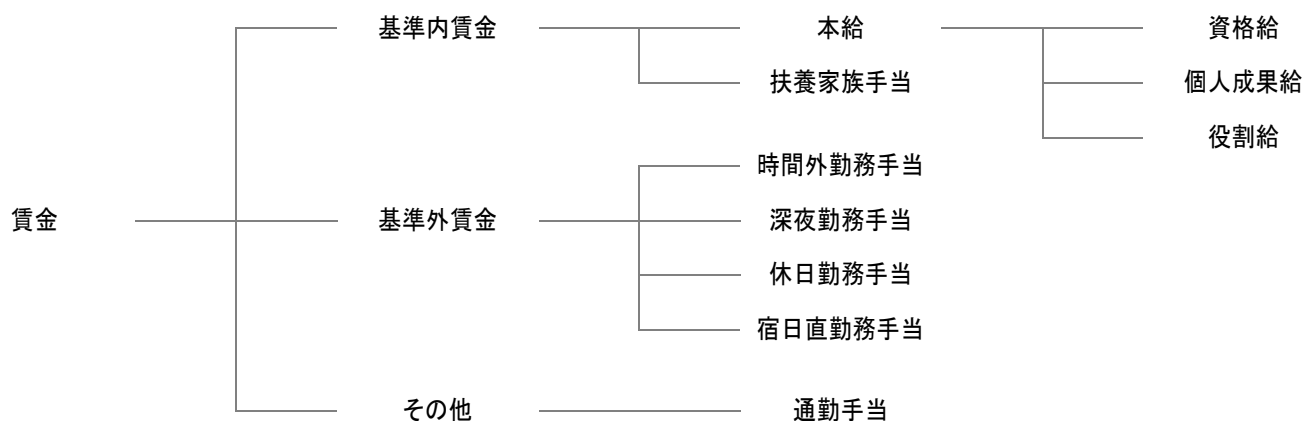 基準内賃金
本給
資格給
扶養家族手当
個人成果給
役割給
時間外勤務手当
賃金
基準外賃金
深夜勤務手当
休日勤務手当
宿日直勤務手当
その他
通勤手当